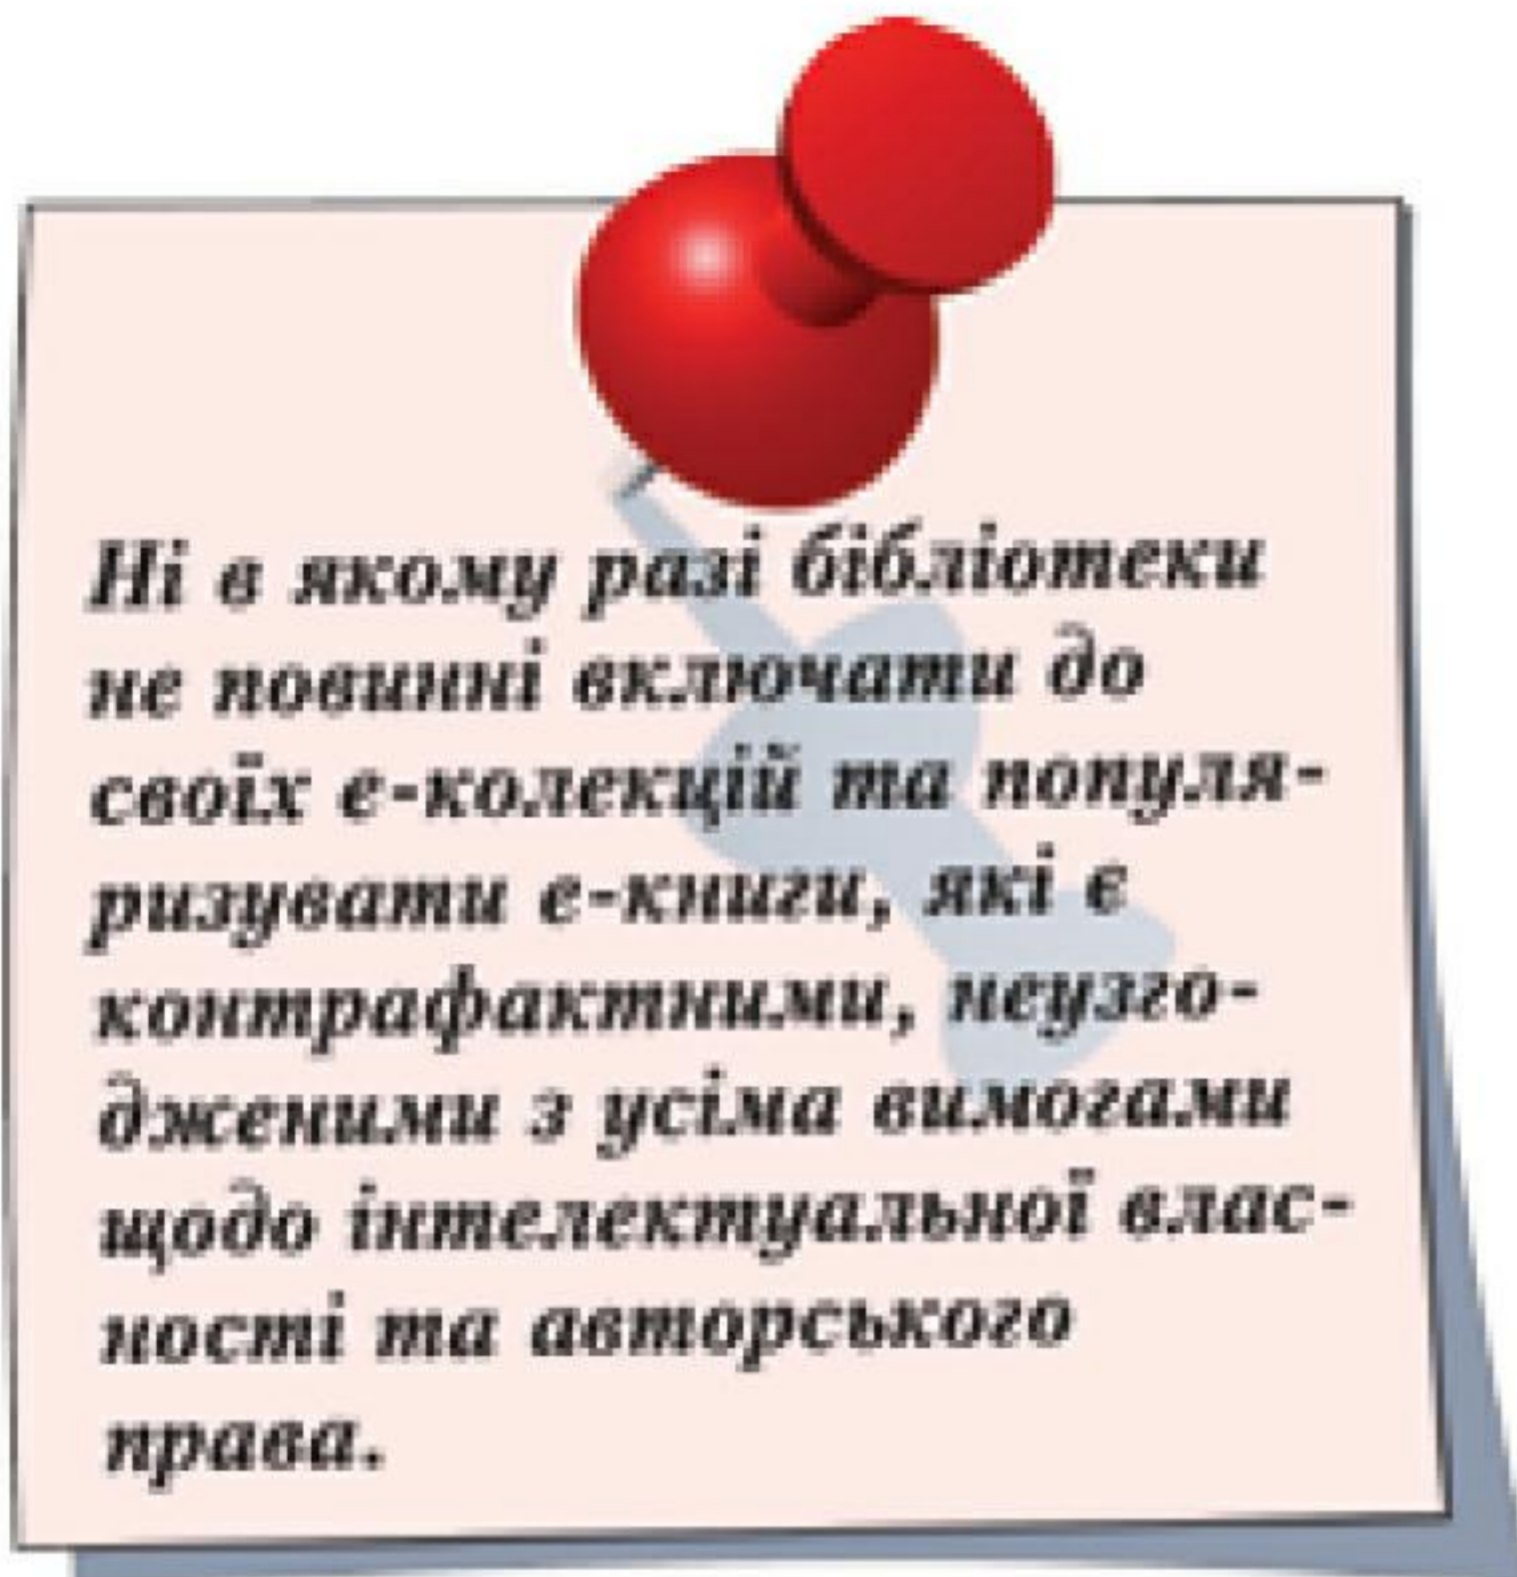 Ні в якому разі бібліотеки
не повинні включати до
своїх е-колекцій та популя-
ризувати е-книги, які є
контрафактними, неузго-
дженими з усіма вимогами
щодо інтелектуальної влас-
ності та авторського
права.